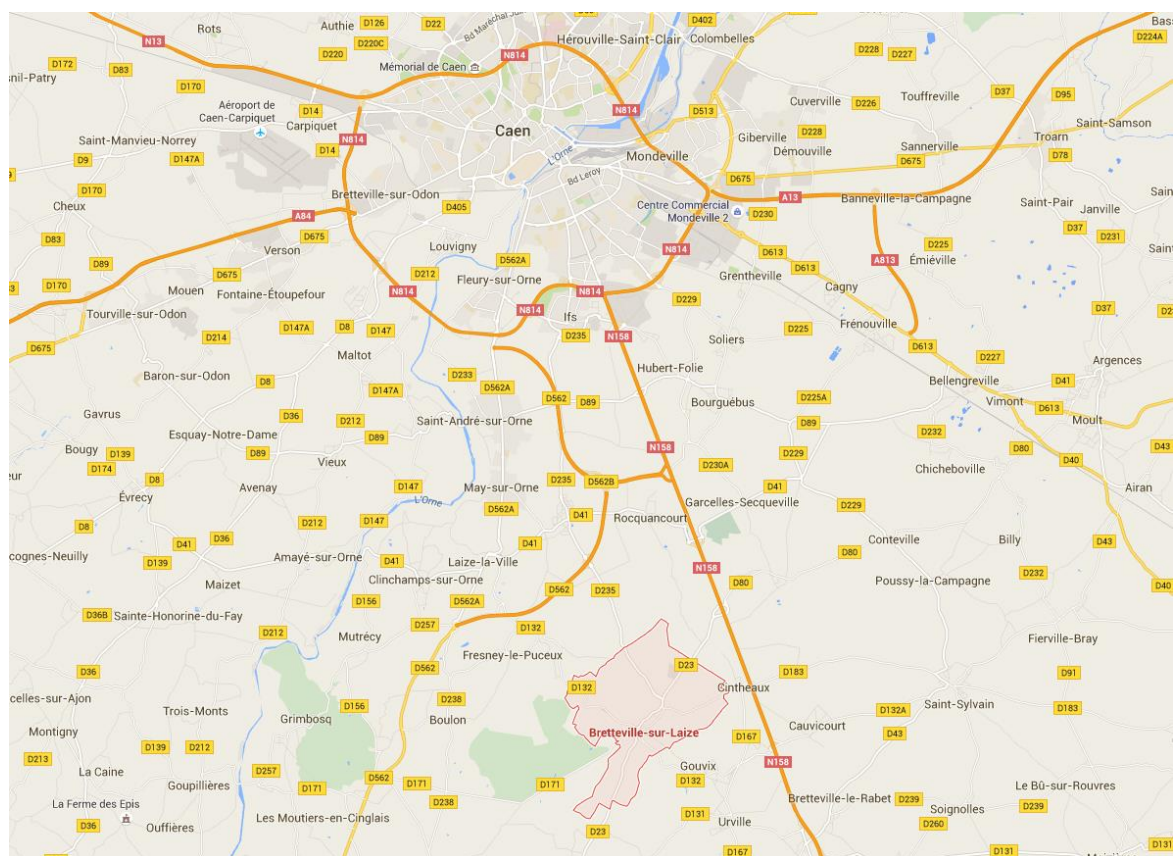 Rots
Authie
D126
D22
Bd Maréchal Ju
D402
Bass
N13
D220C
Hérouville-Saint-Clair
Colombelles
D224A
D220
N814
D228
D227
snil-Patry
D172
D83
Mémorial de Caen
D170
Touffreville
D37
D95
Aéroport de
Caen-Carpiquet
D14
Carpiquet
N814
D513
Cuverville
D226
Saint-Samson
Saint-Manvieu-Norrey
N814
Caen
L'Orne
Giberville
D228
Démouville
Troarn
D9
D147A
D14
Mondeville
Sannerville
D78
D675
D170
Bretteville-sur-Odon
Bd Leroy
D675
Cheux
D405
Centre Commercial
Mondeville 2
A13
Banneville-la-Campagne
Saint-Pair
Janville
A84
D230
D83
D675
Verson
Louvigny
N814
D613
D225
D37
D231
D89
D675
D212
D562A
Grentheville
D613
A813
Émiéville
D170
Mouen
Fontaine-Étoupefour
N814
Fleury-sur-Orne
N814
Cagny
Tourville-sur-Odon
N814
D229
D37
Ifs
D147A
D8
D147
D235
N158
D225
Frénouville
D675
D214
Soliers
D613
Maltot
D227
Argences
Baron-sur-Odon
D8
D233
Hubert-Folie
Bellengreville
D41
D147A
D562A
D562
D89
Bourguébus
D225A
Vimont
D613
Moult
Gavrus
D36
D212
Saint-André-sur-Orne
D89
Esquay-Notre-Dame
D89
D232
Bougy
D139
D89
Vieux
N158
D80
D43
D174
D229
D40
D230A
Chicheboville
D8
Avenay
D147
May-sur-Orne
D235
D562B
D41
Airan
Évrecy
L'Orne
Garcelles-Secqueville
D229
D562A
D41
Rocquancourt
D8
D212
D147
D36
Conteville
Billy
D43
cognes-Neuilly
D41
D41
D80
D139
Amayé-sur-Orne
D41
Laize-la-Ville
N158
Clinchamps-sur-Orne
D232
Maizet
D562
D235
D80
Poussy-la-Campagne
D40
D156
D562A
D36B
Sainte-Honorine-du-Fay
D257
D132
D212
Mutrécy
Fierville-Bray
Fresney-le-Puceux
D23
D36
D562
D183
D91
D132
Cintheaux
celles-sur-Ajon
D238
Saint-Sylvain
D156
D132A
D183
Trois-Monts
Grimbosq
Boulon
Cauvicourt
Montigny
Bretteville-sur-Laize
D167
D43
D139
D212
D213
N158
La Caine
D257
Gouvix
D562
D171
D171
D132
Goupillières
D171
Le Bû-sur-Rouvres
D238
Bretteville-le-Rabet
D239
D239
La Ferme des Epis
Soignolles
D131
D36
Les Moutiers-en-Cinglais
Urville
D260
Ouffières
D23
D131
D167
D131